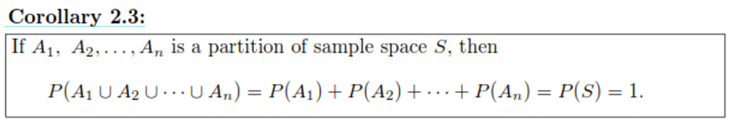 Corollary 2.3:
If A₁, A₂, . . . , Aₙ is a partition of sample space S, then
P(A₁ ∪ A₂ ∪ · · · ∪ Aₙ) = P(A₁) + P(A₂) + · · · + P(Aₙ) = P(S) = 1.